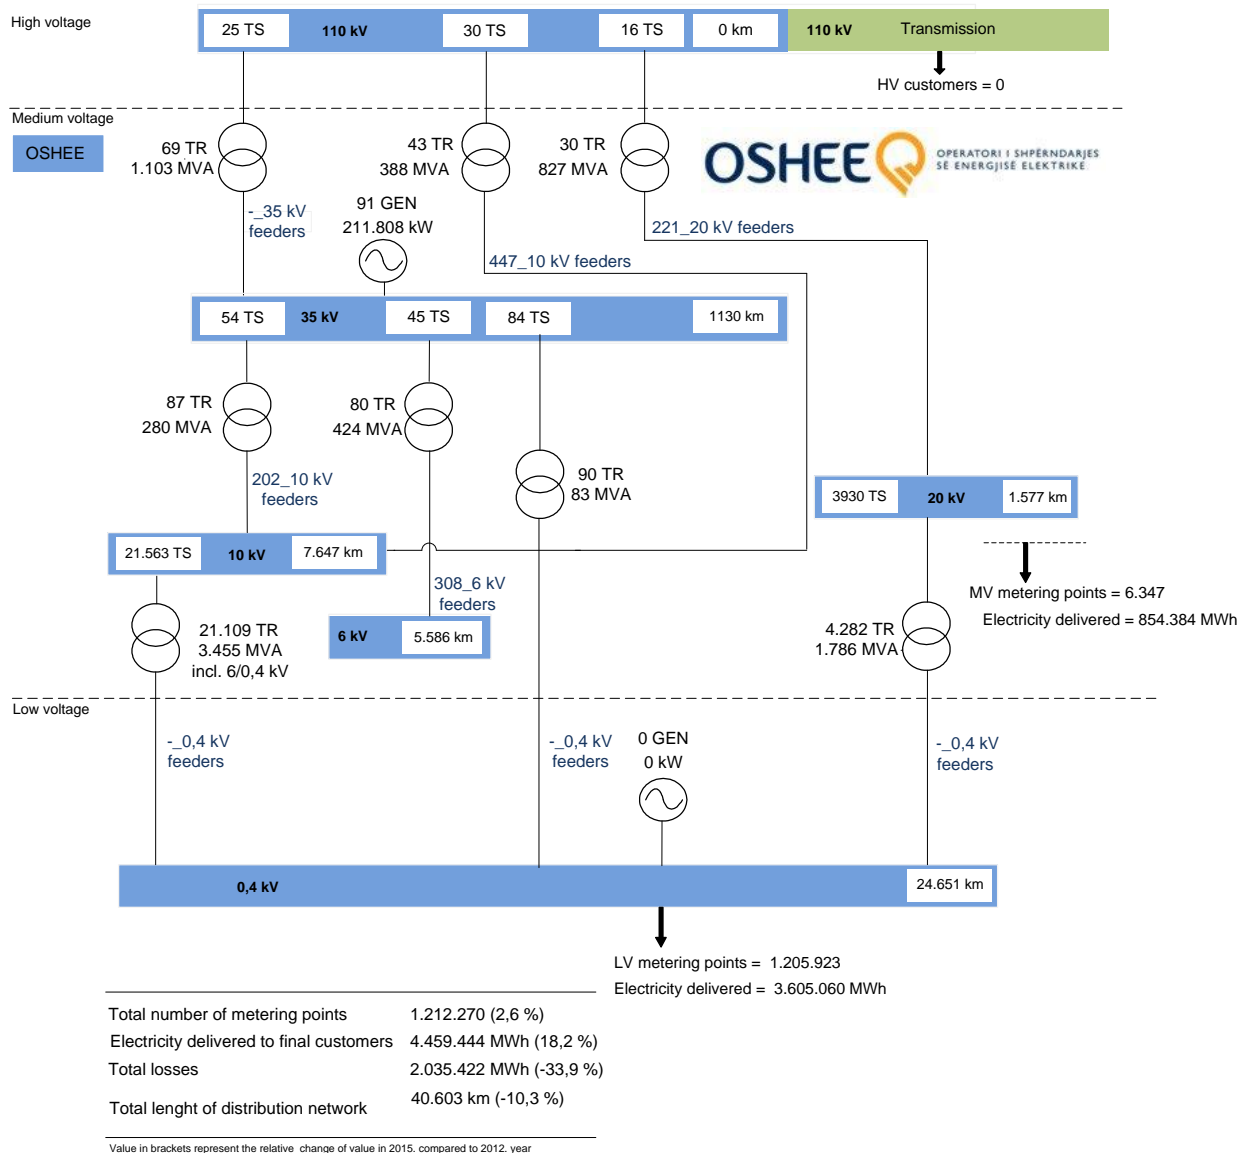 High voltage
25 TS
110 kV
30 TS
16 TS
0 km
110 kV
Transmission
HV customers = 0
Medium voltage
OSHEE
69 TR
1.103 MVA
43 TR
388 MVA
30 TR
827 MVA
OSHEE
OPERATORI I SHPËRNDARJES
SË ENERGJISË ELEKTRIKE
-_35 kV
feeders
91 GEN
211.808 kW
221_20 kV feeders
447_10 kV feeders
54 TS
35 kV
45 TS
84 TS
1130 km
87 TR
280 MVA
80 TR
424 MVA
90 TR
83 MVA
202_10 kV
feeders
3930 TS
20 kV
1.577 km
21.563 TS
10 kV
7.647 km
308_6 kV
feeders
MV metering points = 6.347
Electricity delivered = 854.384 MWh
21.109 TR
3.455 MVA
incl. 6/0,4 kV
6 kV
5.586 km
4.282 TR
1.786 MVA
Low voltage
-_0,4 kV
feeders
-_0,4 kV
feeders
0 GEN
0 kW
-_0,4 kV
feeders
0,4 kV
24.651 km
LV metering points = 1.205.923
Electricity delivered = 3.605.060 MWh
Total number of metering points 1.212.270 (2,6 %)
Electricity delivered to final customers 4.459.444 MWh (18,2 %)
Total losses 2.035.422 MWh (-33,9 %)
Total lenght of distribution network 40.603 km (-10,3 %)
Value in brackets represent the relative change of value in 2015. compared to 2012. year